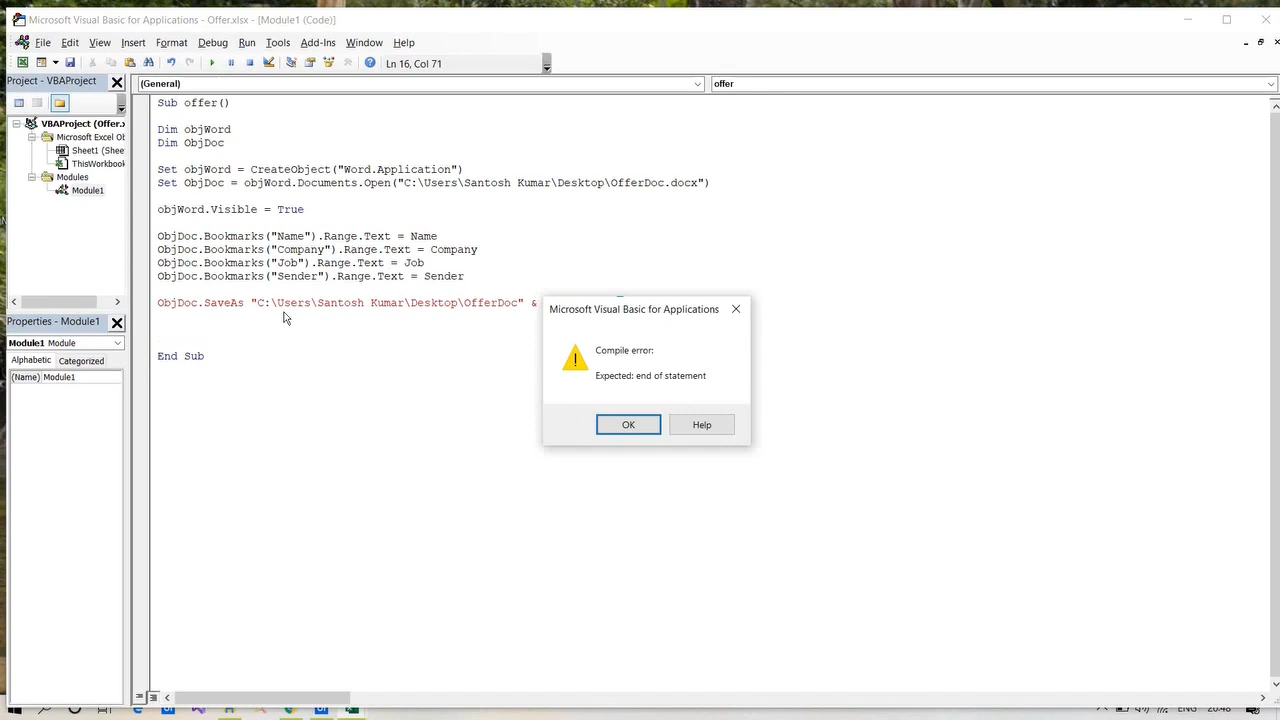 Microsoft Visual Basic for Applications - Offer.xlsx - [Module1 (Code)]
File Edit View Insert Format Debug Run Tools Add-Ins Window Help
Ln 16, Col 71
Project - VBAProject
(General)
offer
VBAProject (Offer.x
Microsoft Excel Ob
Sheet1 (Shee
ThisWorkbook
Modules
Module1
Properties - Module1
Module1 Module
Alphabetic Categorized
(Name) Module1
Sub offer()
Dim objWord
Dim ObjDoc
Set objWord = CreateObject("Word.Application")
Set ObjDoc = objWord.Documents.Open("C:\Users\Santosh Kumar\Desktop\OfferDoc.docx")
objWord.Visible = True
ObjDoc.Bookmarks("Name").Range.Text = Name
ObjDoc.Bookmarks("Company").Range.Text = Company
ObjDoc.Bookmarks("Job").Range.Text = Job
ObjDoc.Bookmarks("Sender").Range.Text = Sender
ObjDoc.SaveAs "C:\Users\Santosh Kumar\Desktop\OfferDoc" &
End Sub
Microsoft Visual Basic for Applications
Compile error:
Expected: end of statement
OK Help
ENG 20:48